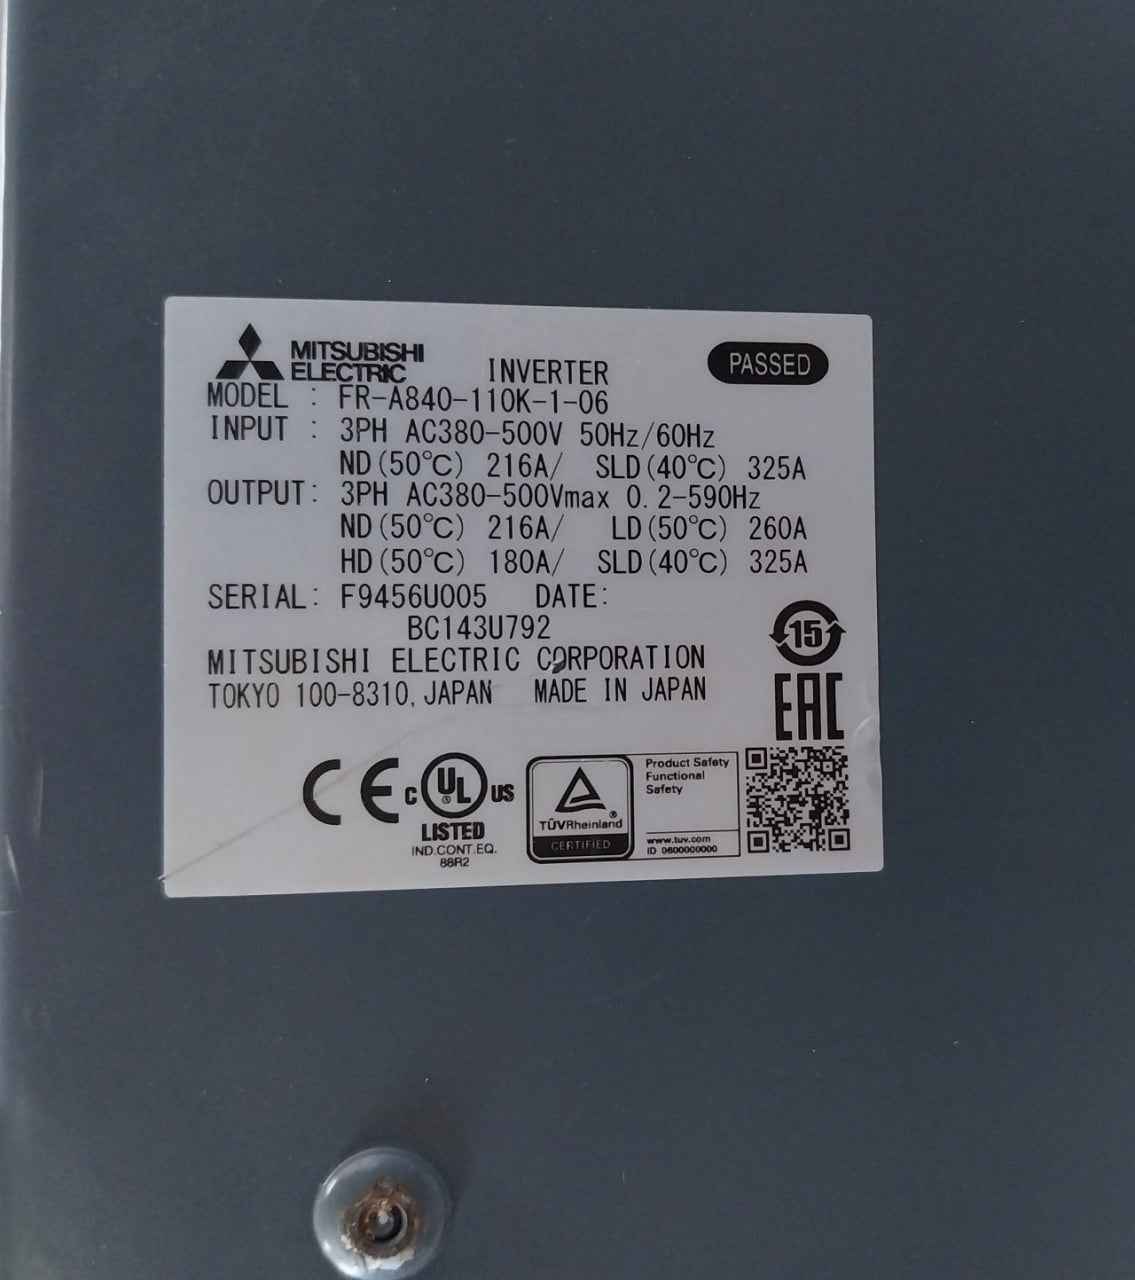 MITSUBISHI
ELECTRIC INVERTER PASSED
MODEL : FR-A840-110K-1-06
INPUT : 3PH AC380-500V 50Hz/60Hz
ND(50℃) 216A/ SLD(40℃) 325A
OUTPUT: 3PH AC380-500Vmax 0.2-590Hz
ND(50℃) 216A/ LD(50℃) 260A
HD(50℃) 180A/ SLD(40℃) 325A
SERIAL: F9456U005 DATE:
BC143U792
MITSUBISHI ELECTRIC CORPORATION
TOKYO 100-8310, JAPAN MADE IN JAPAN
15
EAC
CE
C UL US
®
LISTED
IND.CONT.EQ.
88R2
TÜVRheinland®
CERTIFIED
Product Safety
Functional
Safety
www.tuv.com
ID 0600000000